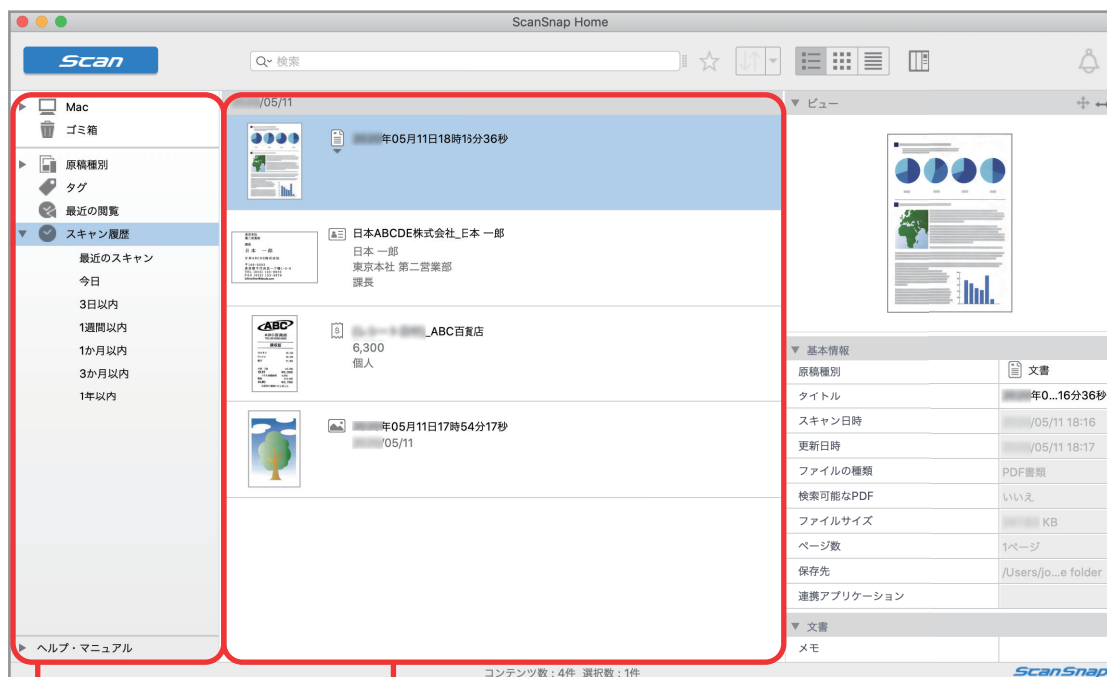 ScanSnap Home
Scan
検索
Mac
ゴミ箱
原稿種別
タグ
最近の閲覧
スキャン履歴
最近のスキャン
今日
3日以内
1週間以内
1か月以内
3か月以内
1年以内
ヘルプ・マニュアル
/05/11
年05月11日18時16分36秒
日本ABCDE株式会社_日本 一郎
日本 一郎
東京本社 第二営業部
課長
_ABC百貨店
6,300
個人
年05月11日17時54分17秒
/05/11
コンテンツ数：4件 選択数：1件
ビュー
基本情報
原稿種別 文書
タイトル 年0...16分36秒
スキャン日時 /05/11 18:16
更新日時 /05/11 18:17
ファイルの種類 PDF書類
検索可能なPDF いいえ
ファイルサイズ KB
ページ数 1ページ
保存先 /Users/jo...e folder
連携アプリケーション
文書
メモ
ScanSnap